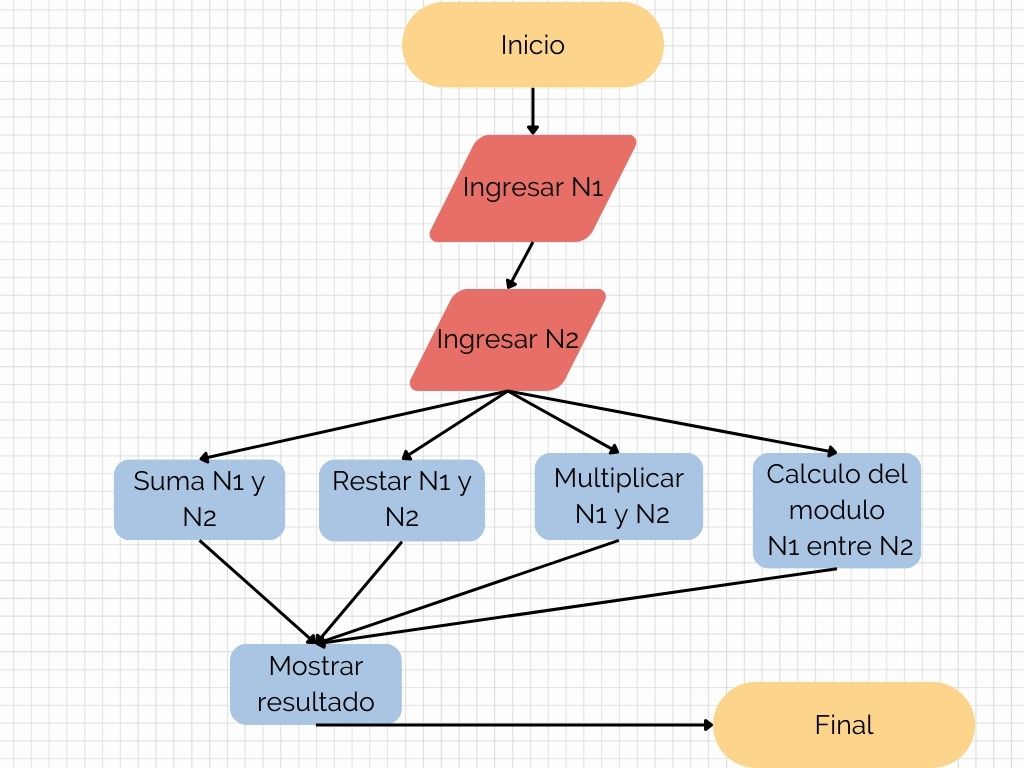 Inicio
Ingresar N1
Ingresar N2
Suma N1 y
N2
Restar N1 y
N2
Multiplicar
N1 y N2
Calculo del
modulo
N1 entre N2
Mostrar
resultado
Final